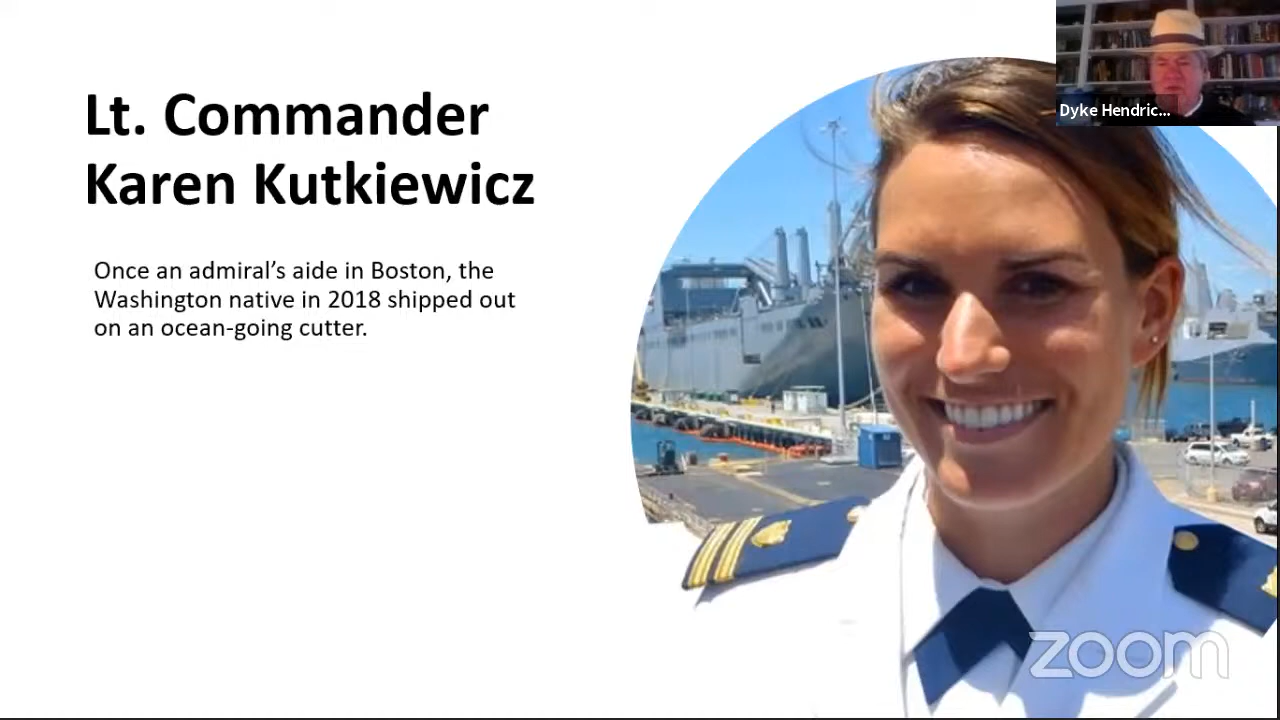 Lt. Commander
Karen Kutkiewicz
Once an admiral’s aide in Boston, the
Washington native in 2018 shipped out
on an ocean-going cutter.
Dyke Hendric...
zoom